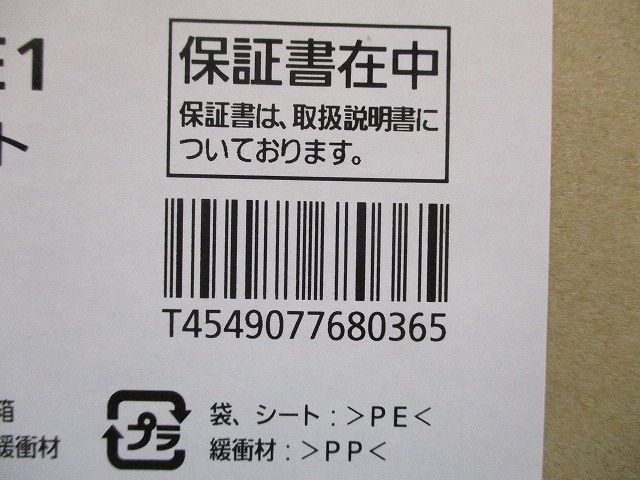 E1
保証書在中
保証書は、取扱説明書に
ついております。
ト
T4549077680365
箱
緩衝材
プラ
袋、シート:>PE<
緩衝材:>PP<